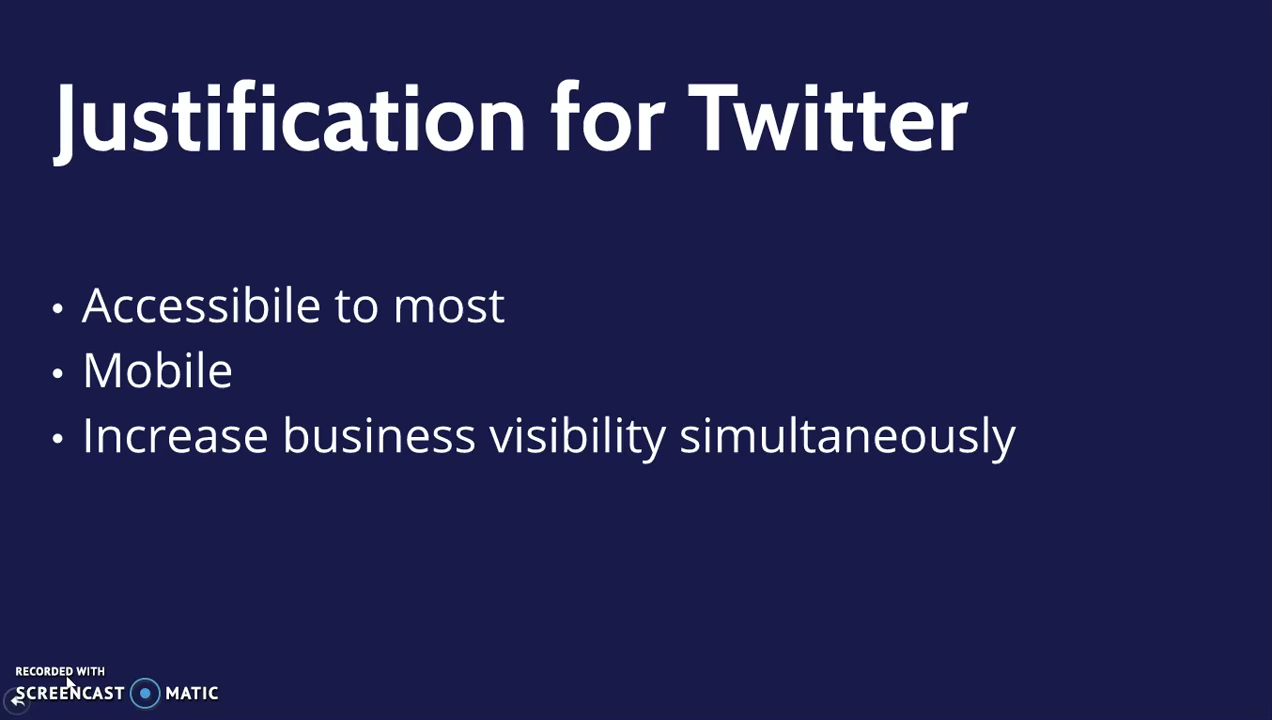 Justification for Twitter
• Accessibile to most
• Mobile
• Increase business visibility simultaneously
RECORDED WITH
SCREENCAST MATIC